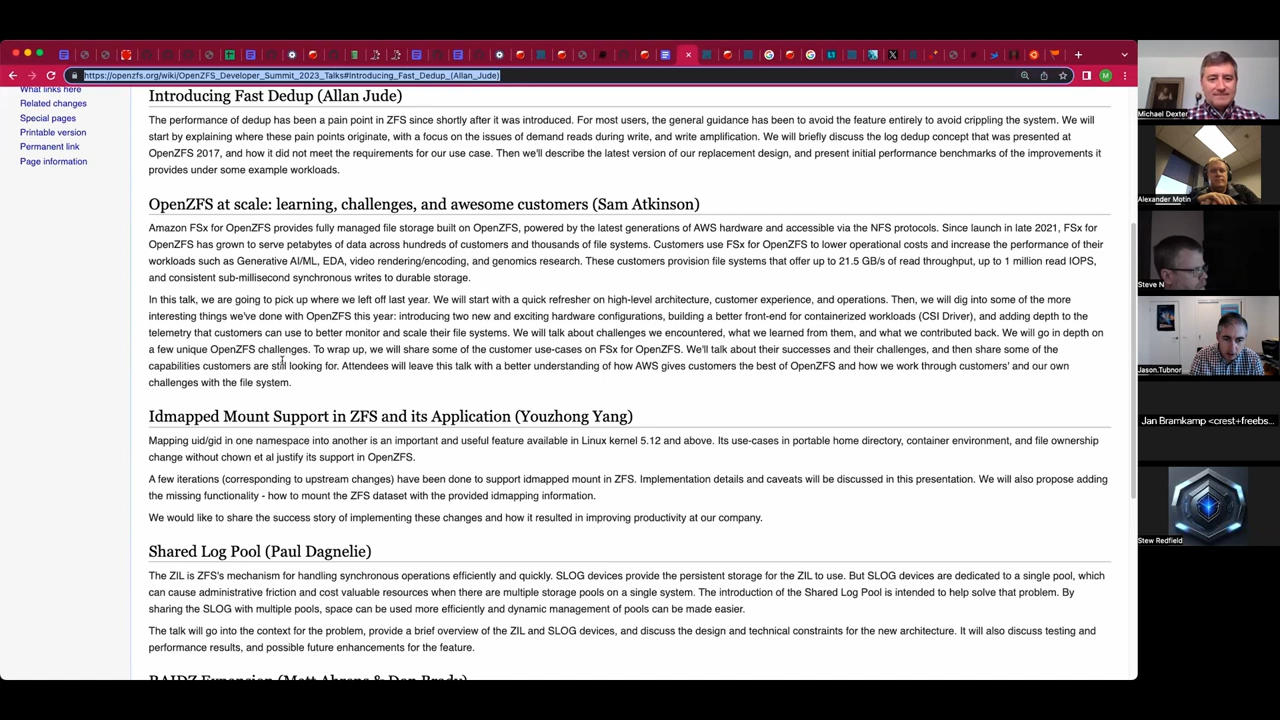 https://openzfs.org/wiki/OpenZFS_Developer_Summit_2023_Talks#Introducing_Fast_Dedup_(Allan_Jude)
M
What links here
Related changes
Special pages
Printable version
Permanent link
Page information
Introducing Fast Dedup (Allan Jude)
The performance of dedup has been a pain point in ZFS since shortly after it was introduced. For most users, the general guidance has been to avoid the feature entirely to avoid crippling the system. We will
start by explaining where these pain points originate, with a focus on the issues of demand reads during write, and write amplification. We will briefly discuss the log dedup concept that was presented at
OpenZFS 2017, and how it did not meet the requirements for our use case. Then we'll describe the latest version of our replacement design, and present initial performance benchmarks of the improvements it
provides under some example workloads.
OpenZFS at scale: learning, challenges, and awesome customers (Sam Atkinson)
Amazon FSx for OpenZFS provides fully managed file storage built on OpenZFS, powered by the latest generations of AWS hardware and accessible via the NFS protocols. Since launch in late 2021, FSx for
OpenZFS has grown to serve petabytes of data across hundreds of customers and thousands of file systems. Customers use FSx for OpenZFS to lower operational costs and increase the performance of their
workloads such as Generative AI/ML, EDA, video rendering/encoding, and genomics research. These customers provision file systems that offer up to 21.5 GB/s of read throughput, up to 1 million read IOPS,
and consistent sub-millisecond synchronous writes to durable storage.
In this talk, we are going to pick up where we left off last year. We will start with a quick refresher on high-level architecture, customer experience, and operations. Then, we will dig into some of the more
interesting things we've done with OpenZFS this year: introducing two new and exciting hardware configurations, building a better front-end for containerized workloads (CSI Driver), and adding depth to the
telemetry that customers can use to better monitor and scale their file systems. We will talk about challenges we encountered, what we learned from them, and what we contributed back. We will go in depth on
a few unique OpenZFS challenges. To wrap up, we will share some of the customer use-cases on FSx for OpenZFS. We'll talk about their successes and their challenges, and then share some of the
capabilities customers are still looking for. Attendees will leave this talk with a better understanding of how AWS gives customers the best of OpenZFS and how we work through customers' and our own
challenges with the file system.
Idmapped Mount Support in ZFS and its Application (Youzhong Yang)
Mapping uid/gid in one namespace into another is an important and useful feature available in Linux kernel 5.12 and above. Its use-cases in portable home directory, container environment, and file ownership
change without chown et al justify its support in OpenZFS.
A few iterations (corresponding to upstream changes) have been done to support idmapped mount in ZFS. Implementation details and caveats will be discussed in this presentation. We will also propose adding
the missing functionality - how to mount the ZFS dataset with the provided idmapping information.
We would like to share the success story of implementing these changes and how it resulted in improving productivity at our company.
Shared Log Pool (Paul Dagnelie)
The ZIL is ZFS's mechanism for handling synchronous operations efficiently and quickly. SLOG devices provide the persistent storage for the ZIL to use. But SLOG devices are dedicated to a single pool, which
can cause administrative friction and cost valuable resources when there are multiple storage pools on a single system. The introduction of the Shared Log Pool is intended to help solve that problem. By
sharing the SLOG with multiple pools, space can be used more efficiently and dynamic management of pools can be made easier.
The talk will go into the context for the problem, provide a brief overview of the ZIL and SLOG devices, and discuss the design and technical constraints for the new architecture. It will also discuss testing and
performance results, and possible future enhancements for the feature.
RAIDZ Expansion (Matt Ahrens & Don Brady)
Michael Dexter
Alexander Motin
Steve N
Jason.Tubnor
Jan Bramkamp <crest+freebs...
Stew Redfield